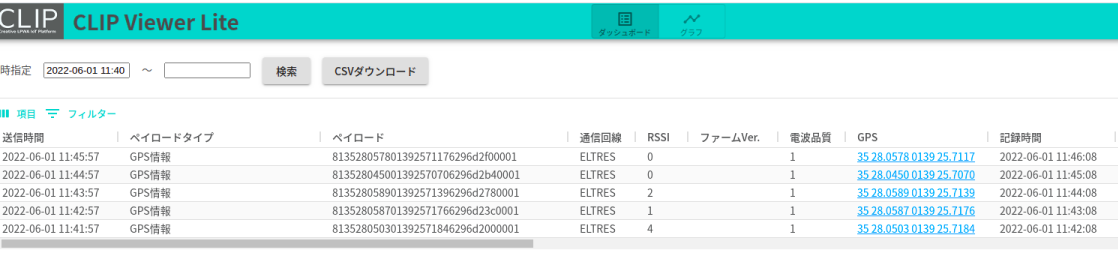 CLIP
Creative LPWA IoT Platform
CLIP Viewer Lite
ダッシュボード
グラフ
時指定 2022-06-01 11:40 ～ 検索 CSVダウンロード
項目 フィルター
送信時間 ペイロードタイプ ペイロード 通信回線 RSSI ファームVer. 電波品質 GPS 記録時間
2022-06-01 11:45:57 GPS情報 813528057801392571176296d2f00001 ELTRES 0 1 35 28.0578 0139 25.7117 2022-06-01 11:46:08
2022-06-01 11:44:57 GPS情報 813528045001392570706296d2b40001 ELTRES 0 1 35 28.0450 0139 25.7070 2022-06-01 11:45:08
2022-06-01 11:43:57 GPS情報 813528058901392571396296d2780001 ELTRES 2 1 35 28.0589 0139 25.7139 2022-06-01 11:44:08
2022-06-01 11:42:57 GPS情報 813528058701392571766296d23c0001 ELTRES 1 1 35 28.0587 0139 25.7176 2022-06-01 11:43:08
2022-06-01 11:41:57 GPS情報 813528050301392571846296d2000001 ELTRES 4 1 35 28.0503 0139 25.7184 2022-06-01 11:42:08